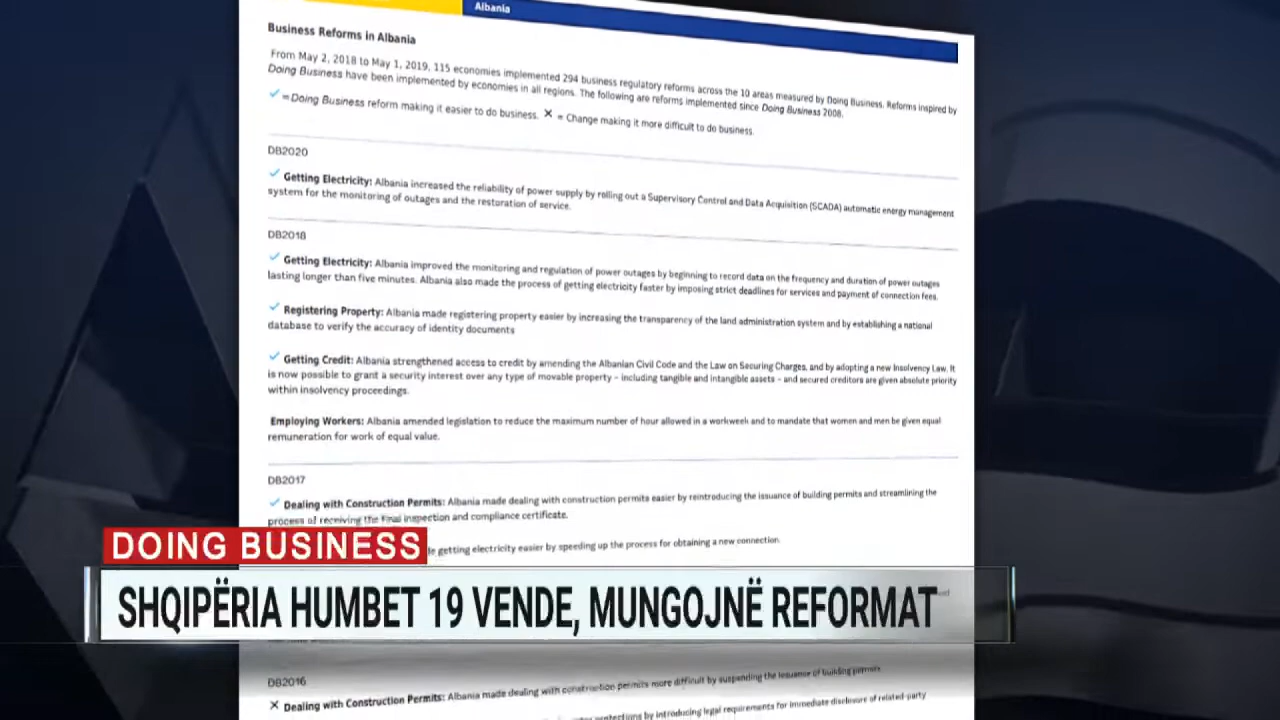 Albania
Business Reforms in Albania
From May 2, 2018 to May 1, 2019, 115 economies implemented 294 business regulatory reforms across the 10 areas measured by Doing Business. Reforms inspired by
Doing Business have been implemented by economies in all regions. The following are reforms implemented since Doing Business 2008.
✓ = Doing Business reform making it easier to do business. ✕ = Change making it more difficult to do business.
DB2020
✓ Getting Electricity: Albania increased the reliability of power supply by rolling out a Supervisory Control and Data Acquisition (SCADA) automatic energy management
system for the monitoring of outages and the restoration of service.
DB2018
✓ Getting Electricity: Albania improved the monitoring and regulation of power outages by beginning to record data on the frequency and duration of power outages
lasting longer than five minutes. Albania also made the process of getting electricity faster by imposing strict deadlines for services and payment of connection fees.
✓ Registering Property: Albania made registering property easier by increasing the transparency of the land administration system and by establishing a national
database to verify the accuracy of identity documents
✓ Getting Credit: Albania strengthened access to credit by amending the Albanian Civil Code and the Law on Securing Charges, and by adopting a new Insolvency Law. It
is now possible to grant a security interest over any type of movable property – including tangible and intangible assets – and secured creditors are given absolute priority
within insolvency proceedings.
Employing Workers: Albania amended legislation to reduce the maximum number of hour allowed in a workweek and to mandate that women and men be given equal
remuneration for work of equal value.
DB2017
✓ Dealing with Construction Permits: Albania made dealing with construction permits easier by reintroducing the issuance of building permits and streamlining the
process of receiving the final inspection and compliance certificate.
getting electricity easier by speeding up the process for obtaining a new connection.
DOING BUSINESS
SHQIPËRIA HUMBET 19 VENDE, MUNGOJNË REFORMAT
DB2016
✕ Dealing with Construction Permits: Albania made dealing with construction permits more difficult by suspending the issuance of building permits.
protections by introducing legal requirements for immediate disclosure of related-party